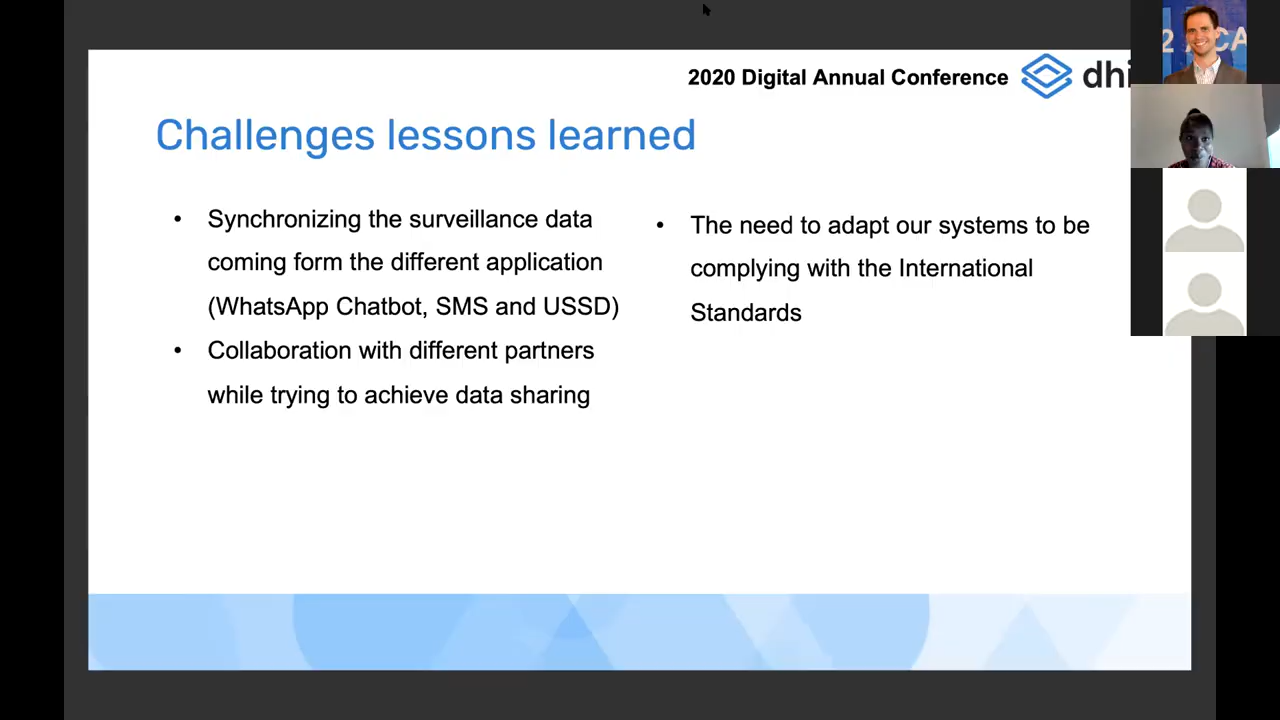 2020 Digital Annual Conference
dhi
Challenges lessons learned
• Synchronizing the surveillance data
coming form the different application
(WhatsApp Chatbot, SMS and USSD)
• Collaboration with different partners
while trying to achieve data sharing
• The need to adapt our systems to be
complying with the International
Standards
2 ACA